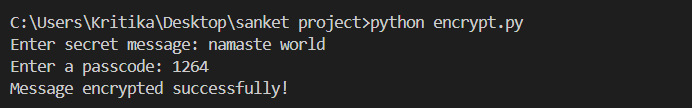 C:\Users\Kritika\Desktop\sanket project>python encrypt.py
Enter secret message: namaste world
Enter a passcode: 1264
Message encrypted successfully!